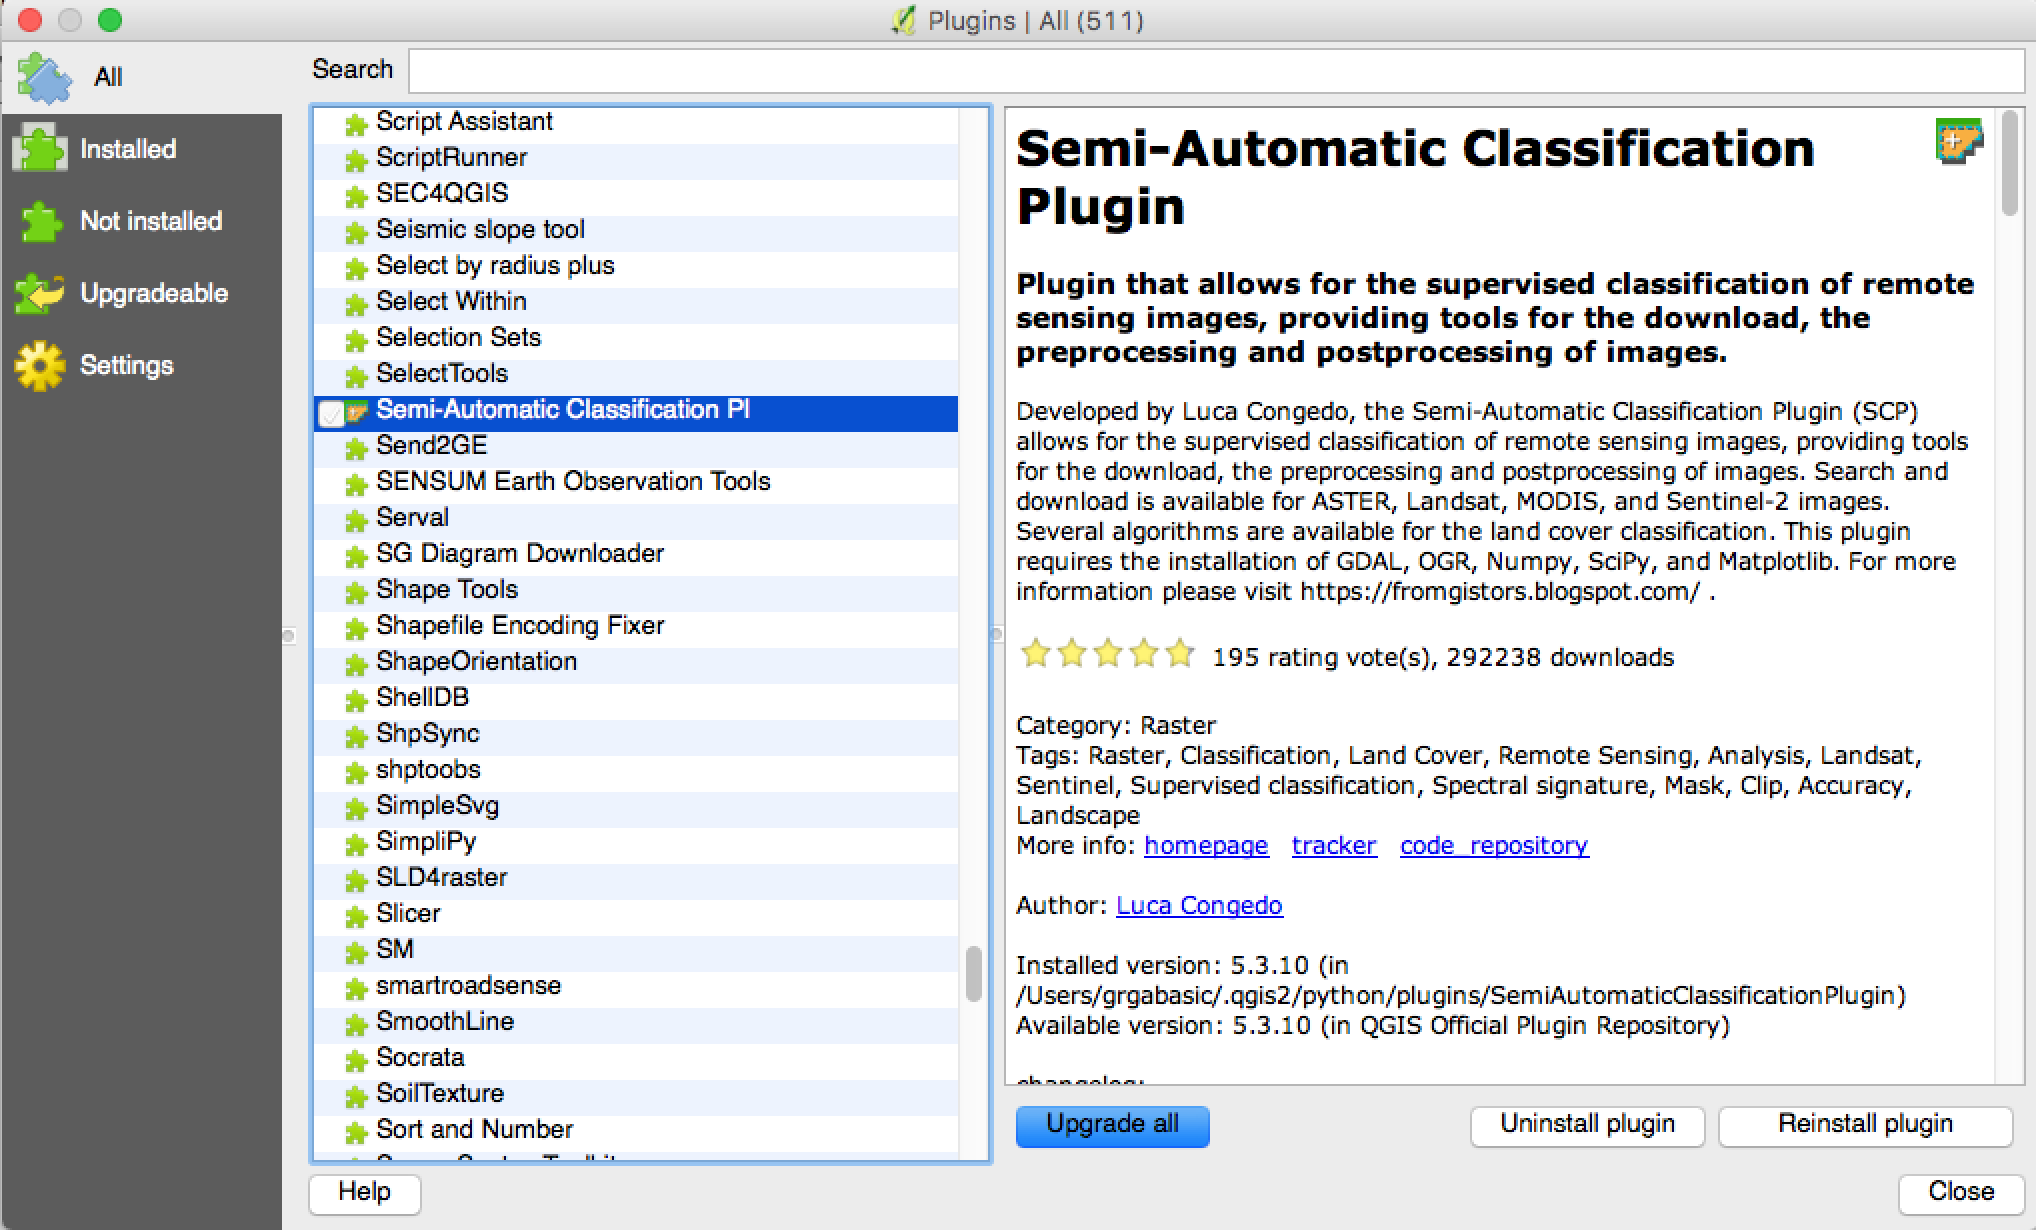 Plugins | All (511)
All
Installed
Not installed
Upgradeable
Settings
Search
Script Assistant
ScriptRunner
SEC4QGIS
Seismic slope tool
Select by radius plus
Select Within
Selection Sets
SelectTools
Semi-Automatic Classification Pl
Send2GE
SENSUM Earth Observation Tools
Serval
SG Diagram Downloader
Shape Tools
Shapefile Encoding Fixer
ShapeOrientation
ShellDB
ShpSync
shptoobs
SimpleSvg
SimpliPy
SLD4raster
Slicer
SM
smartroadsense
SmoothLine
Socrata
SoilTexture
Sort and Number
Semi-Automatic Classification
Plugin
Plugin that allows for the supervised classification of remote
sensing images, providing tools for the download, the
preprocessing and postprocessing of images.
Developed by Luca Congedo, the Semi-Automatic Classification Plugin (SCP)
allows for the supervised classification of remote sensing images, providing tools
for the download, the preprocessing and postprocessing of images. Search and
download is available for ASTER, Landsat, MODIS, and Sentinel-2 images.
Several algorithms are available for the land cover classification. This plugin
requires the installation of GDAL, OGR, Numpy, SciPy, and Matplotlib. For more
information please visit https://fromgistors.blogspot.com/ .
195 rating vote(s), 292238 downloads
Category: Raster
Tags: Raster, Classification, Land Cover, Remote Sensing, Analysis, Landsat,
Sentinel, Supervised classification, Spectral signature, Mask, Clip, Accuracy,
Landscape
More info: homepage tracker code_repository
Author: Luca Congedo
Installed version: 5.3.10 (in
/Users/grgabasic/.qgis2/python/plugins/SemiAutomaticClassificationPlugin)
Available version: 5.3.10 (in QGIS Official Plugin Repository)
changelog:
Upgrade all
Uninstall plugin
Reinstall plugin
Help
Close